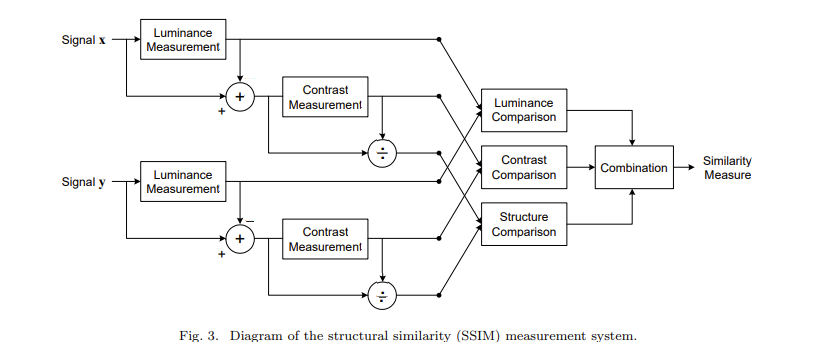 Luminance
Measurement
Signal x
+
+
Contrast
Measurement
÷
Luminance
Comparison
Contrast
Comparison
Combination
Similarity
Measure
Structure
Comparison
Luminance
Measurement
Signal y
−
+
+
Contrast
Measurement
÷
Fig. 3. Diagram of the structural similarity (SSIM) measurement system.